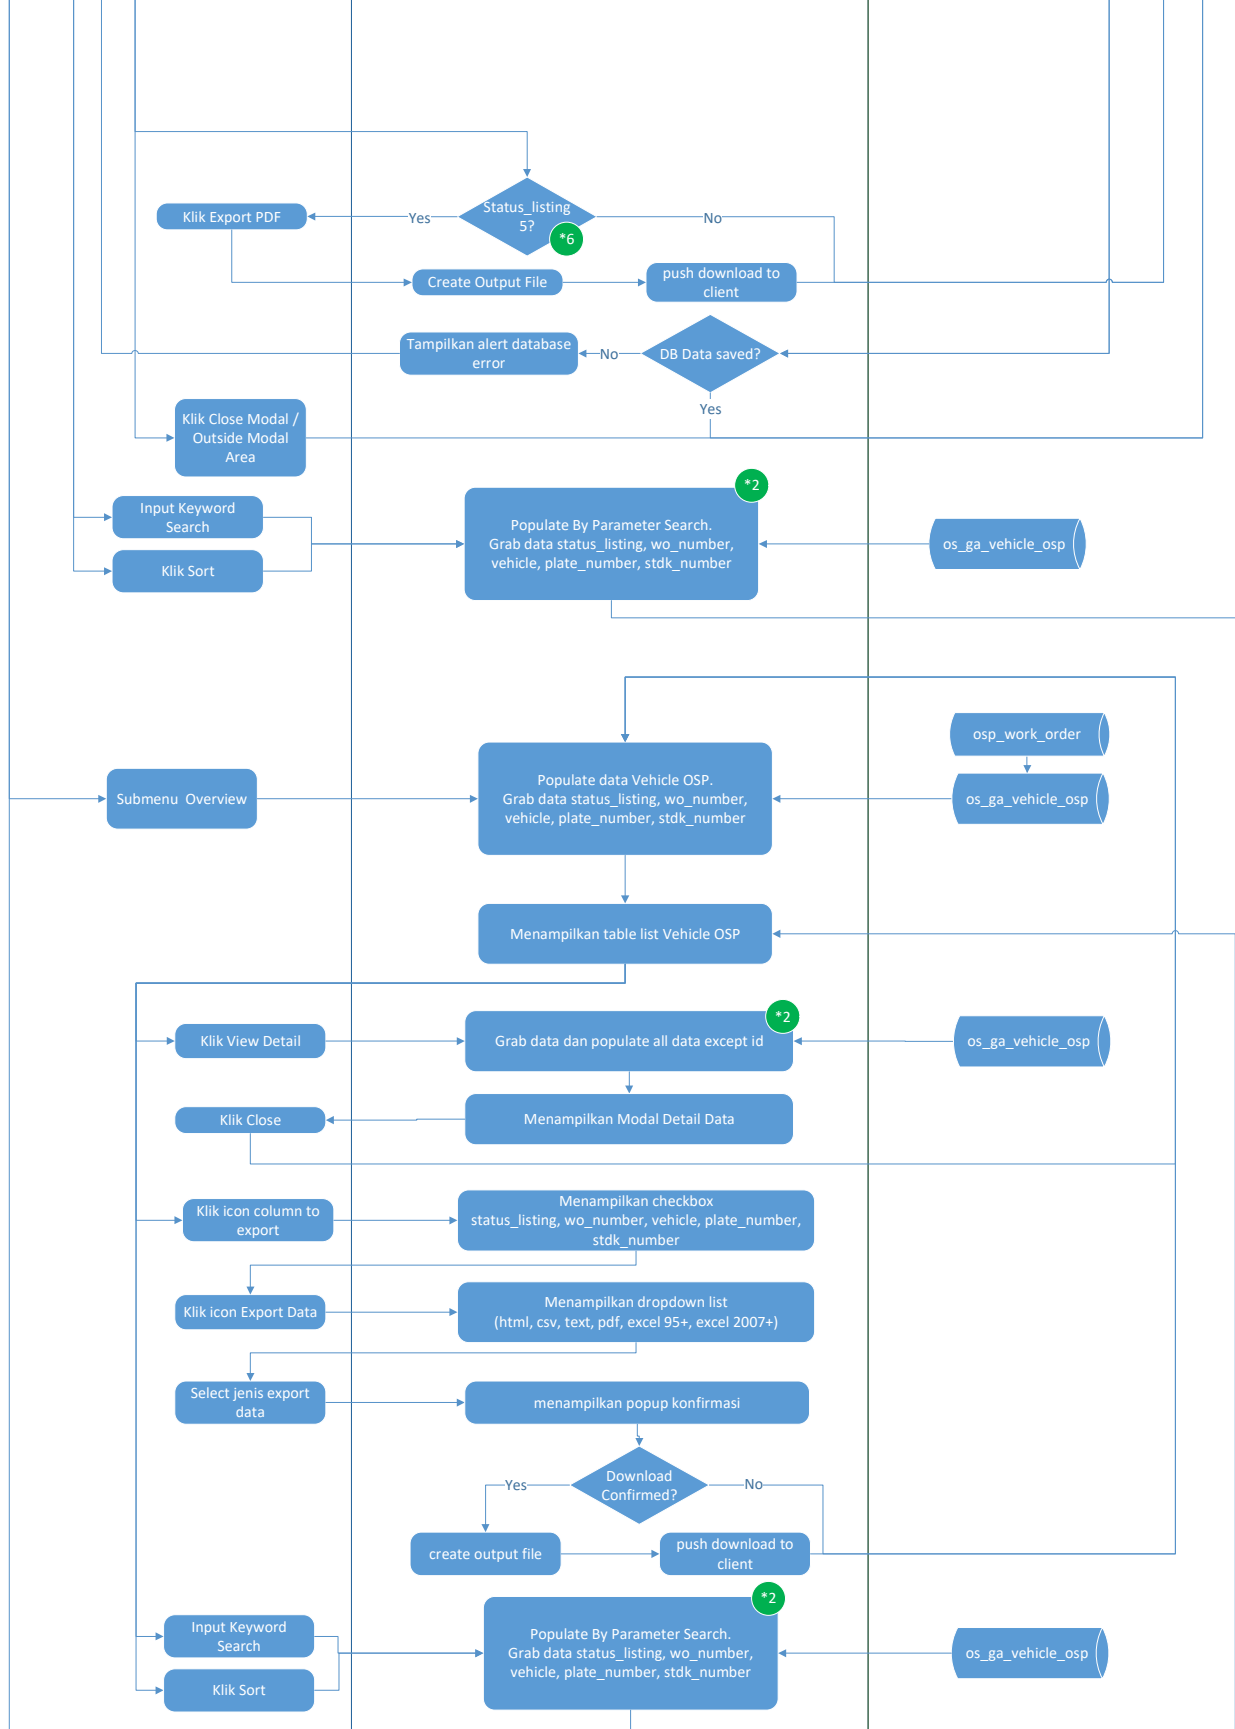 Status_listing
5?
*6
Klik Export PDF
Yes
No
Create Output File
push download to
client
Tampilkan alert database
error
No
DB Data saved?
Yes
Klik Close Modal /
Outside Modal
Area
*2
Input Keyword
Search
Klik Sort
Populate By Parameter Search.
Grab data status_listing, wo_number,
vehicle, plate_number, stdk_number
os_ga_vehicle_osp
osp_work_order
Submenu  Overview
Populate data Vehicle OSP.
Grab data status_listing, wo_number,
vehicle, plate_number, stdk_number
os_ga_vehicle_osp
Menampilkan table list Vehicle OSP
*2
Klik View Detail
Grab data dan populate all data except id
os_ga_vehicle_osp
Klik Close
Menampilkan Modal Detail Data
Klik icon column to
export
Menampilkan checkbox
status_listing, wo_number, vehicle, plate_number,
stdk_number
Klik icon Export Data
Menampilkan dropdown list
(html, csv, text, pdf, excel 95+, excel 2007+)
Select jenis export
data
menampilkan popup konfirmasi
Download
Confirmed?
Yes
No
create output file
push download to
client
*2
Input Keyword
Search
Klik Sort
Populate By Parameter Search.
Grab data status_listing, wo_number,
vehicle, plate_number, stdk_number
os_ga_vehicle_osp